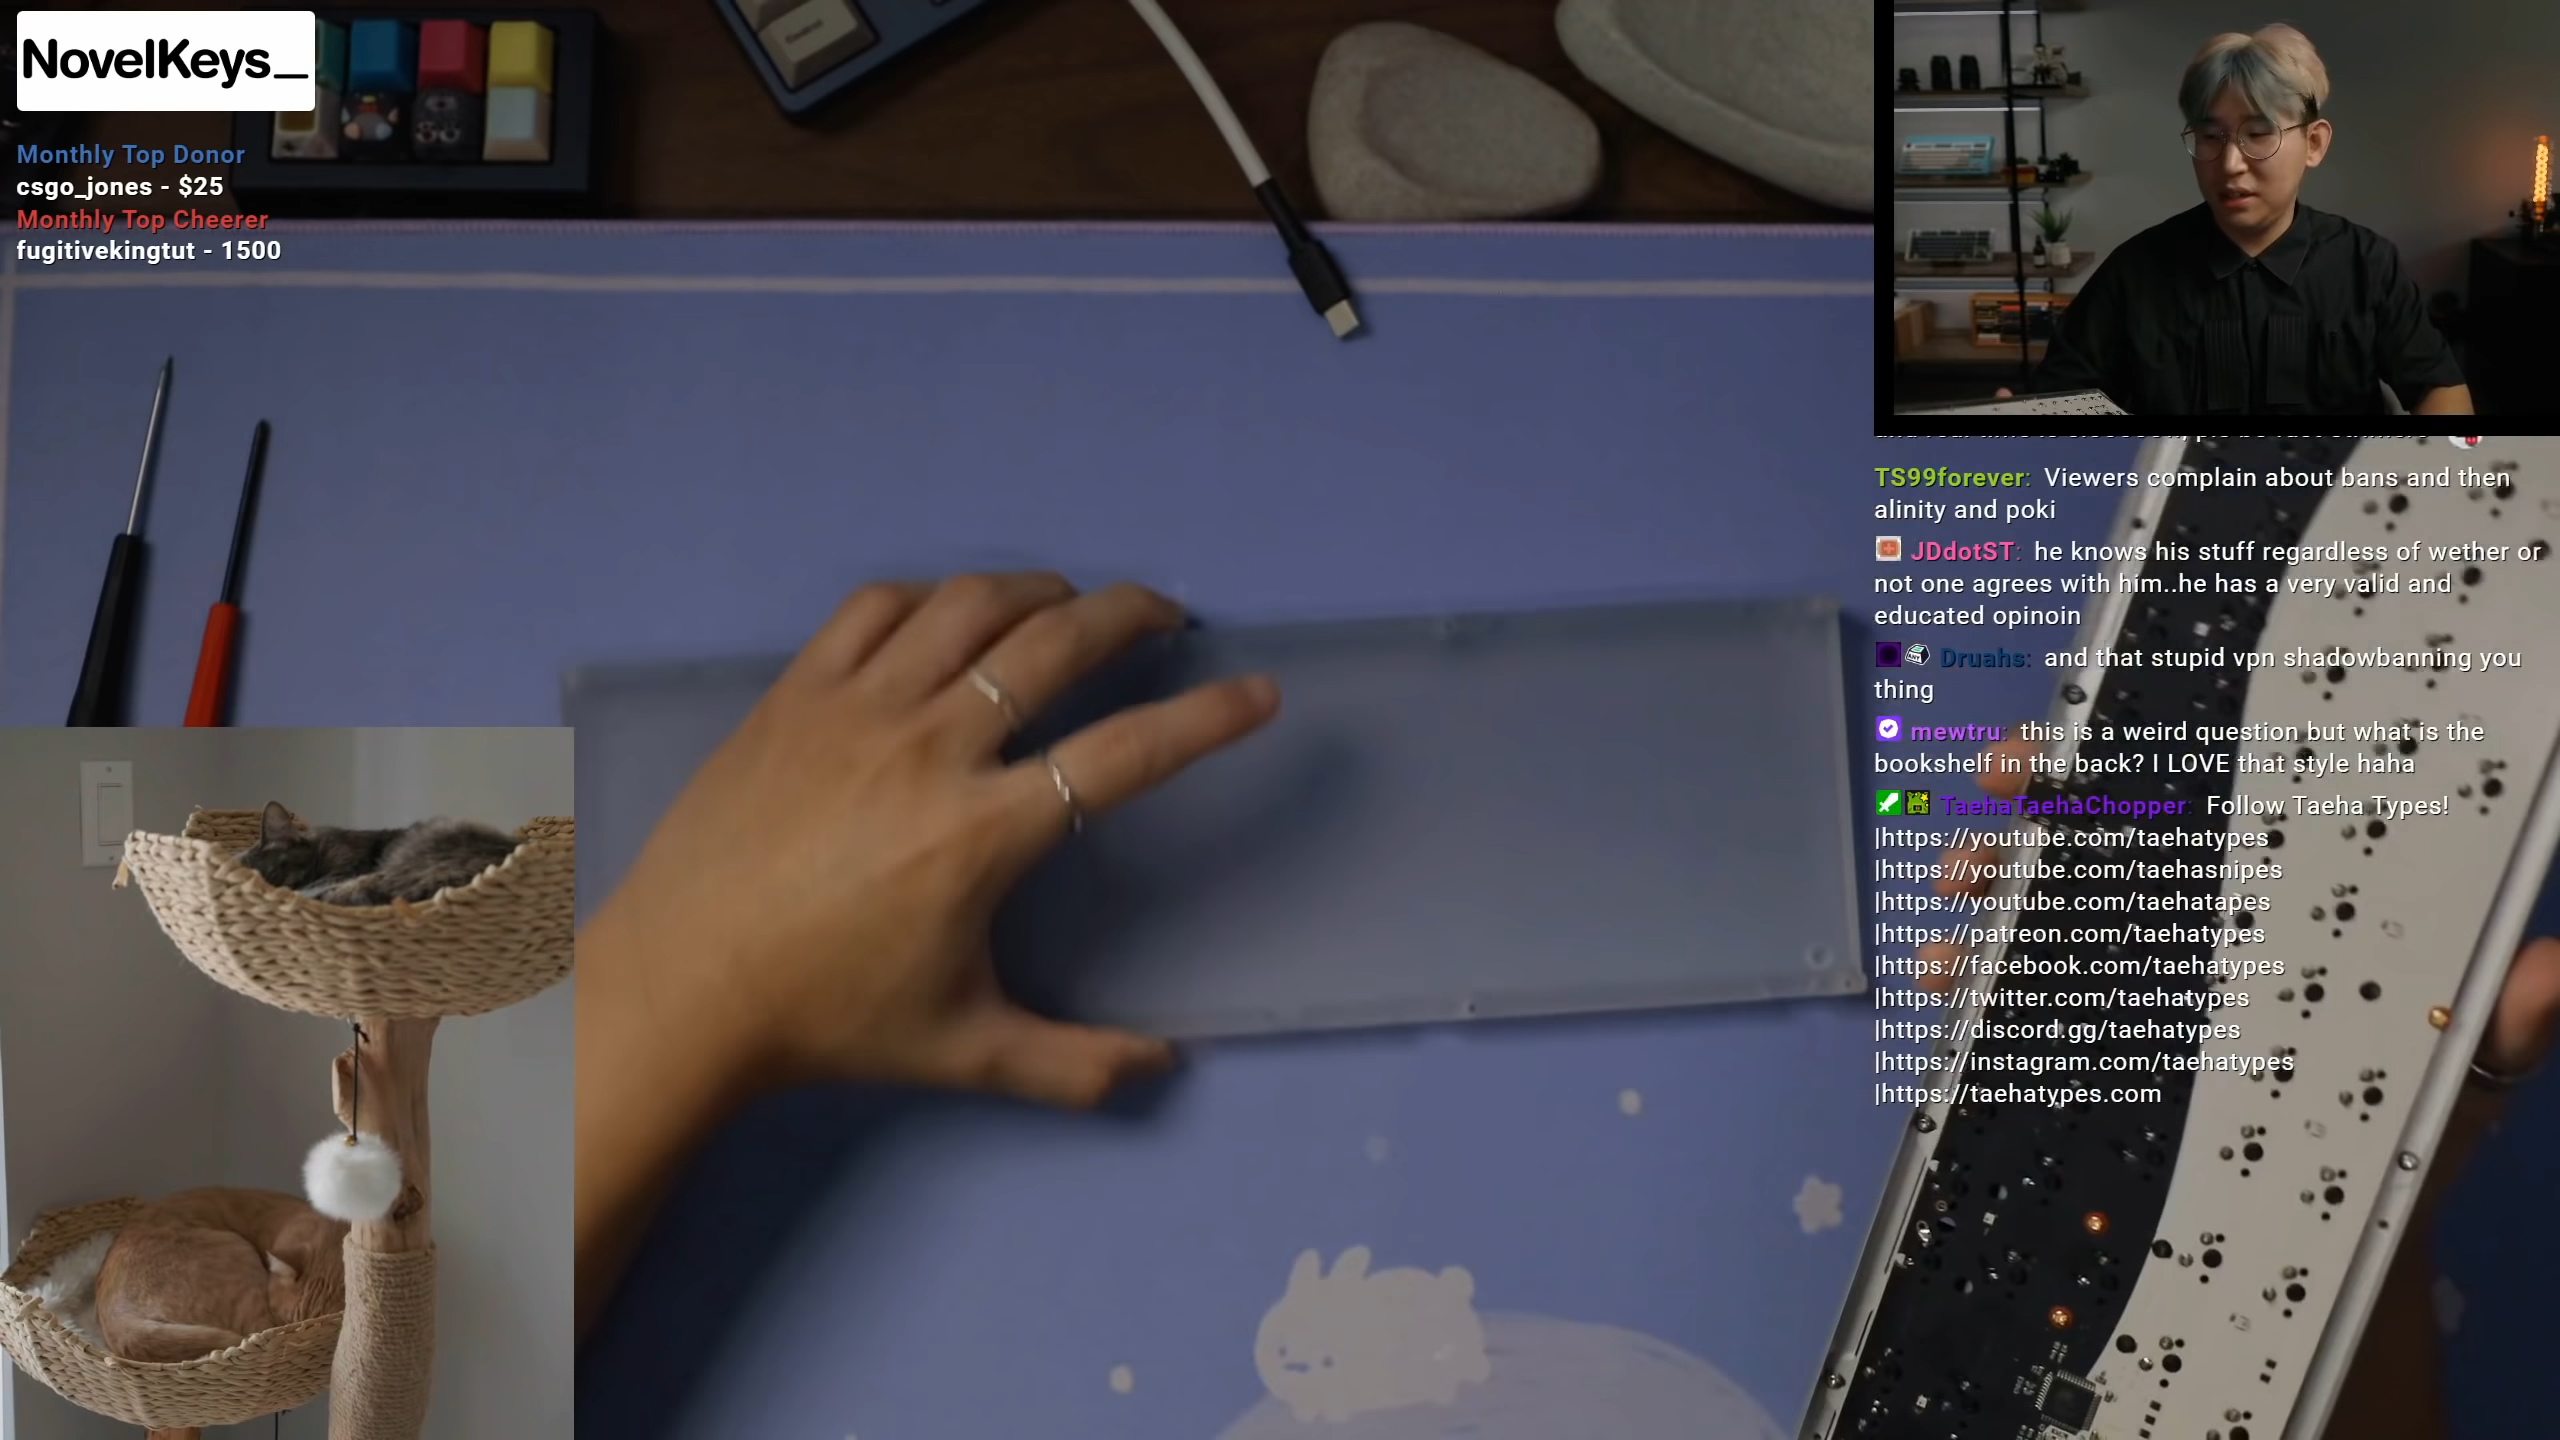 NovelKeys_
Monthly Top Donor
csgo_jones - $25
Monthly Top Cheerer
fugitivekingtut - 1500
TS99forever: Viewers complain about bans and then
alinity and poki
JDdotST: he knows his stuff regardless of wether or
not one agrees with him..he has a very valid and
educated opinoin
Druahs: and that stupid vpn shadowbanning you
thing
mewtru: this is a weird question but what is the
bookshelf in the back? I LOVE that style haha
TaehaTaehaChopper: Follow Taeha Types!
|https://youtube.com/taehatypes
|https://youtube.com/taehasnipes
|https://youtube.com/taehatapes
|https://patreon.com/taehatypes
|https://facebook.com/taehatypes
|https://twitter.com/taehatypes
|https://discord.gg/taehatypes
|https://instagram.com/taehatypes
|https://taehatypes.com